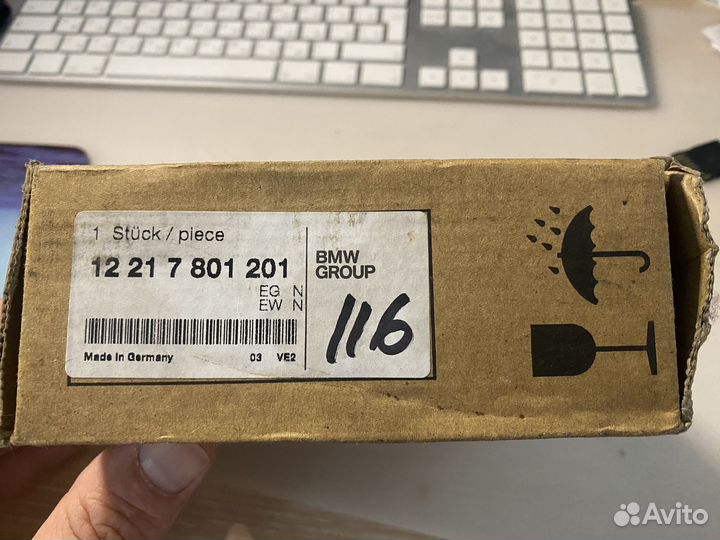 1 Stück / piece
12 21 7 801 201
EG N
EW N
Made in Germany 03 VE2
BMW
GROUP
116
Avito